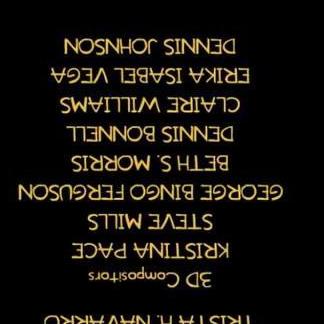 NAVARRO
3D Compositors
KRISTINA PACE
STEVE MILLS
GEORGE BINGO FERGUSON
BETH S. MORRIS
DENNIS BONNELL
CLAIRE WILLIAMS
ERIKA ISABEL VEGA
DENNIS JOHNSON